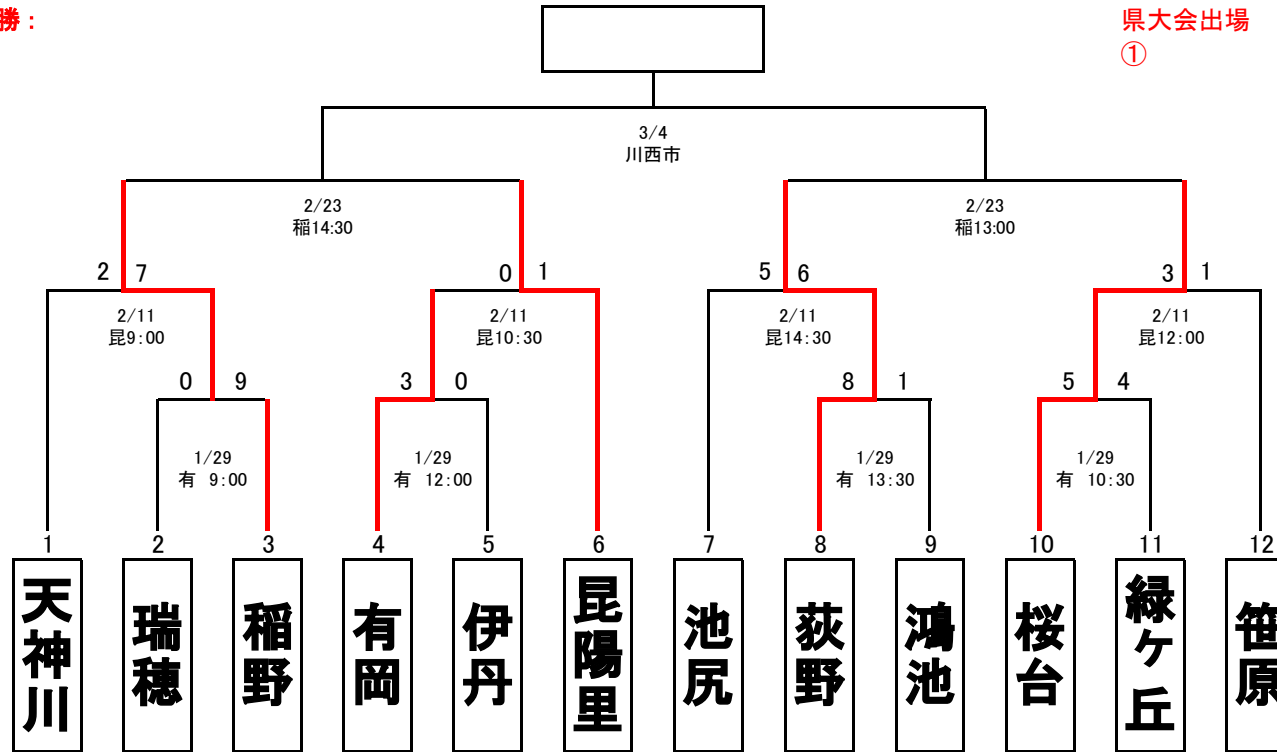 勝：
県大会出場
①
3/4
川西市
2/23
稲14:30
2/23
稲13:00
2 7
0 1
5 6
3 1
2/11
昆9:00
2/11
昆10:30
2/11
昆14:30
2/11
昆12:00
0 9
3 0
8 1
5 4
1/29
有 9:00
1/29
有 12:00
1/29
有 13:30
1/29
有 10:30
1 2 3 4 5 6 7 8 9 10 11 12
天神川
瑞穂
稲野
有岡
伊丹
昆陽里
池尻
荻野
鴻池
桜台
緑ケ丘
笹原